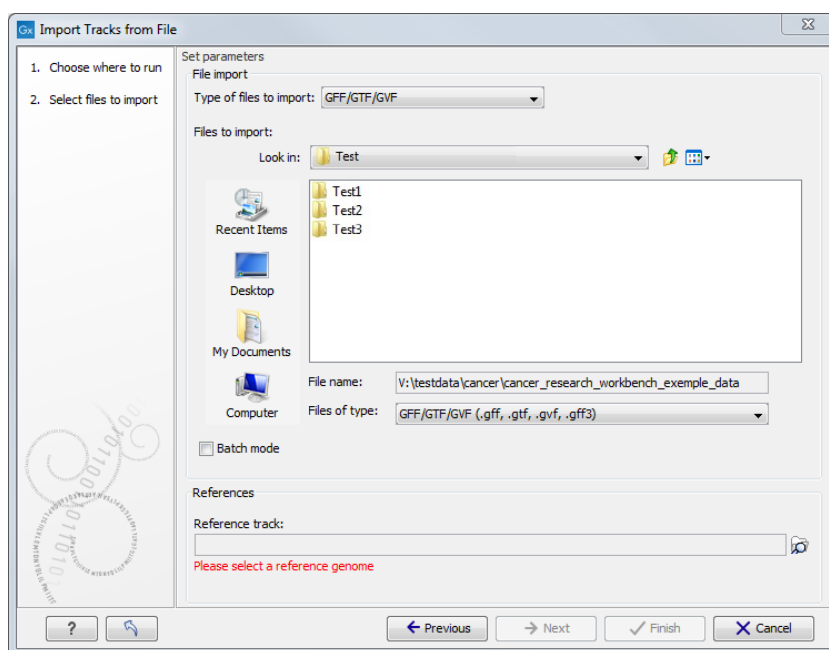 Gx Import Tracks from File
1. Choose where to run
2. Select files to import
Set parameters
File import
Type of files to import: GFF/GTF/GVF
Files to import:
Look in: Test
Test1
Test2
Test3
Recent Items
Desktop
My Documents
Computer
File name: V:\testdata\cancer\cancer_research_workbench_exemple_data
Files of type: GFF/GTF/GVF (.gff, .gtf, .gvf, .gff3)
Batch mode
References
Reference track:
Please select a reference genome
? Previous Next Finish Cancel